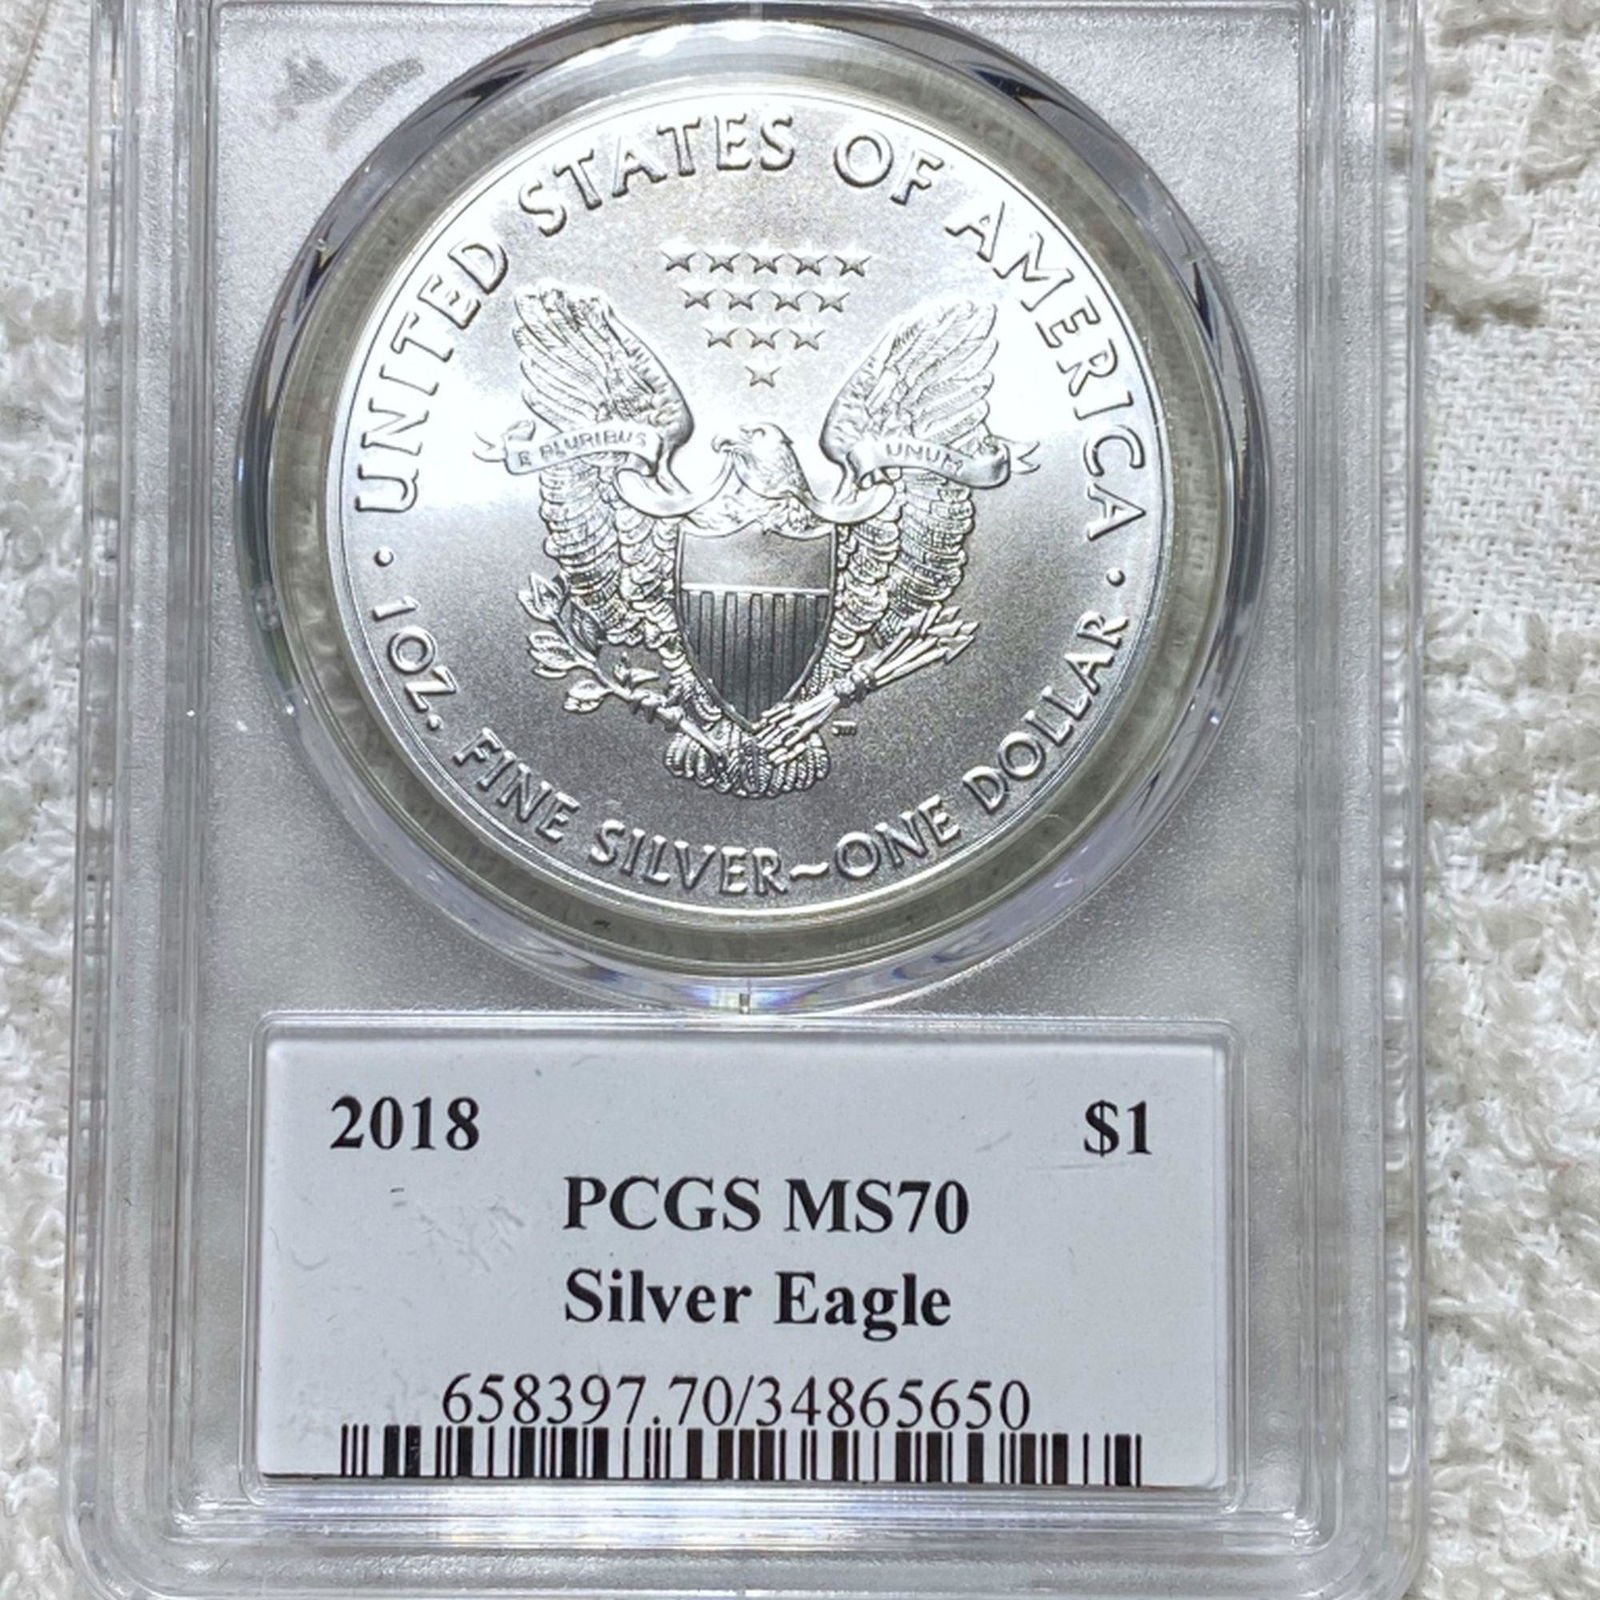 UNITED STATES OF AMERICA
E PLURIBUS UNUM
1 OZ. FINE SILVER~ONE DOLLAR
2018 $1
PCGS MS70
Silver Eagle
658397.70/34865650